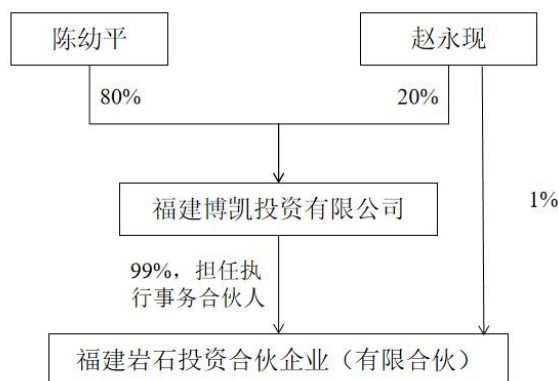 陈幼平
赵永现
80%
20%
福建博凯投资有限公司
1%
99%，担任执
行事务合伙人
福建岩石投资合伙企业（有限合伙）